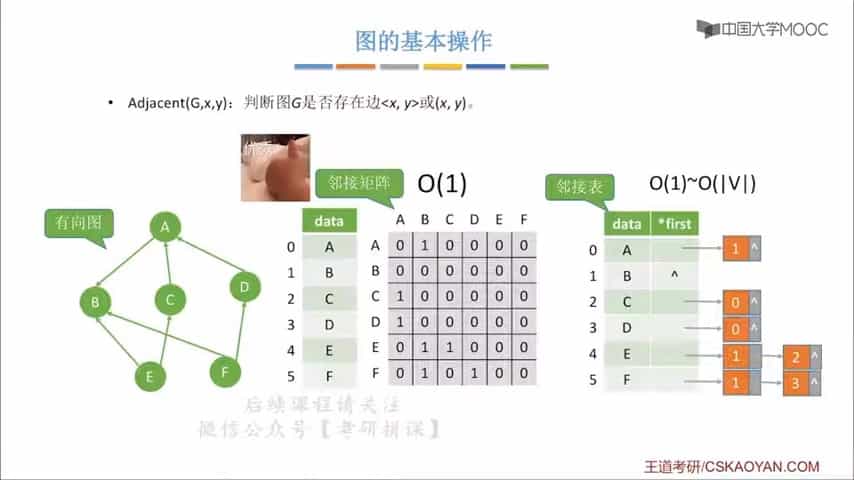 中国大学MOOC
图的基本操作
• Adjacent(G,x,y)：判断图G是否存在边<x, y>或(x, y)。
邻接矩阵 O(1)
邻接表 O(1)~O(|V|)
有向图
A
B C D
E F
data
0 A
1 B
2 C
3 D
4 E
5 F
A B C D E F
A 0 1 0 0 0 0
B 0 0 0 0 0 0
C 1 0 0 0 0 0
D 1 0 0 0 0 0
E 0 1 1 0 0 0
F 0 1 0 1 0 0
data *first
0 A 1 ^
1 B ^
2 C 0 ^
3 D 0 ^
4 E 1 2 ^
5 F 1 3 ^
后续课程请关注
微信公众号【考研拼课】
王道考研/CSKAOYAN.COM